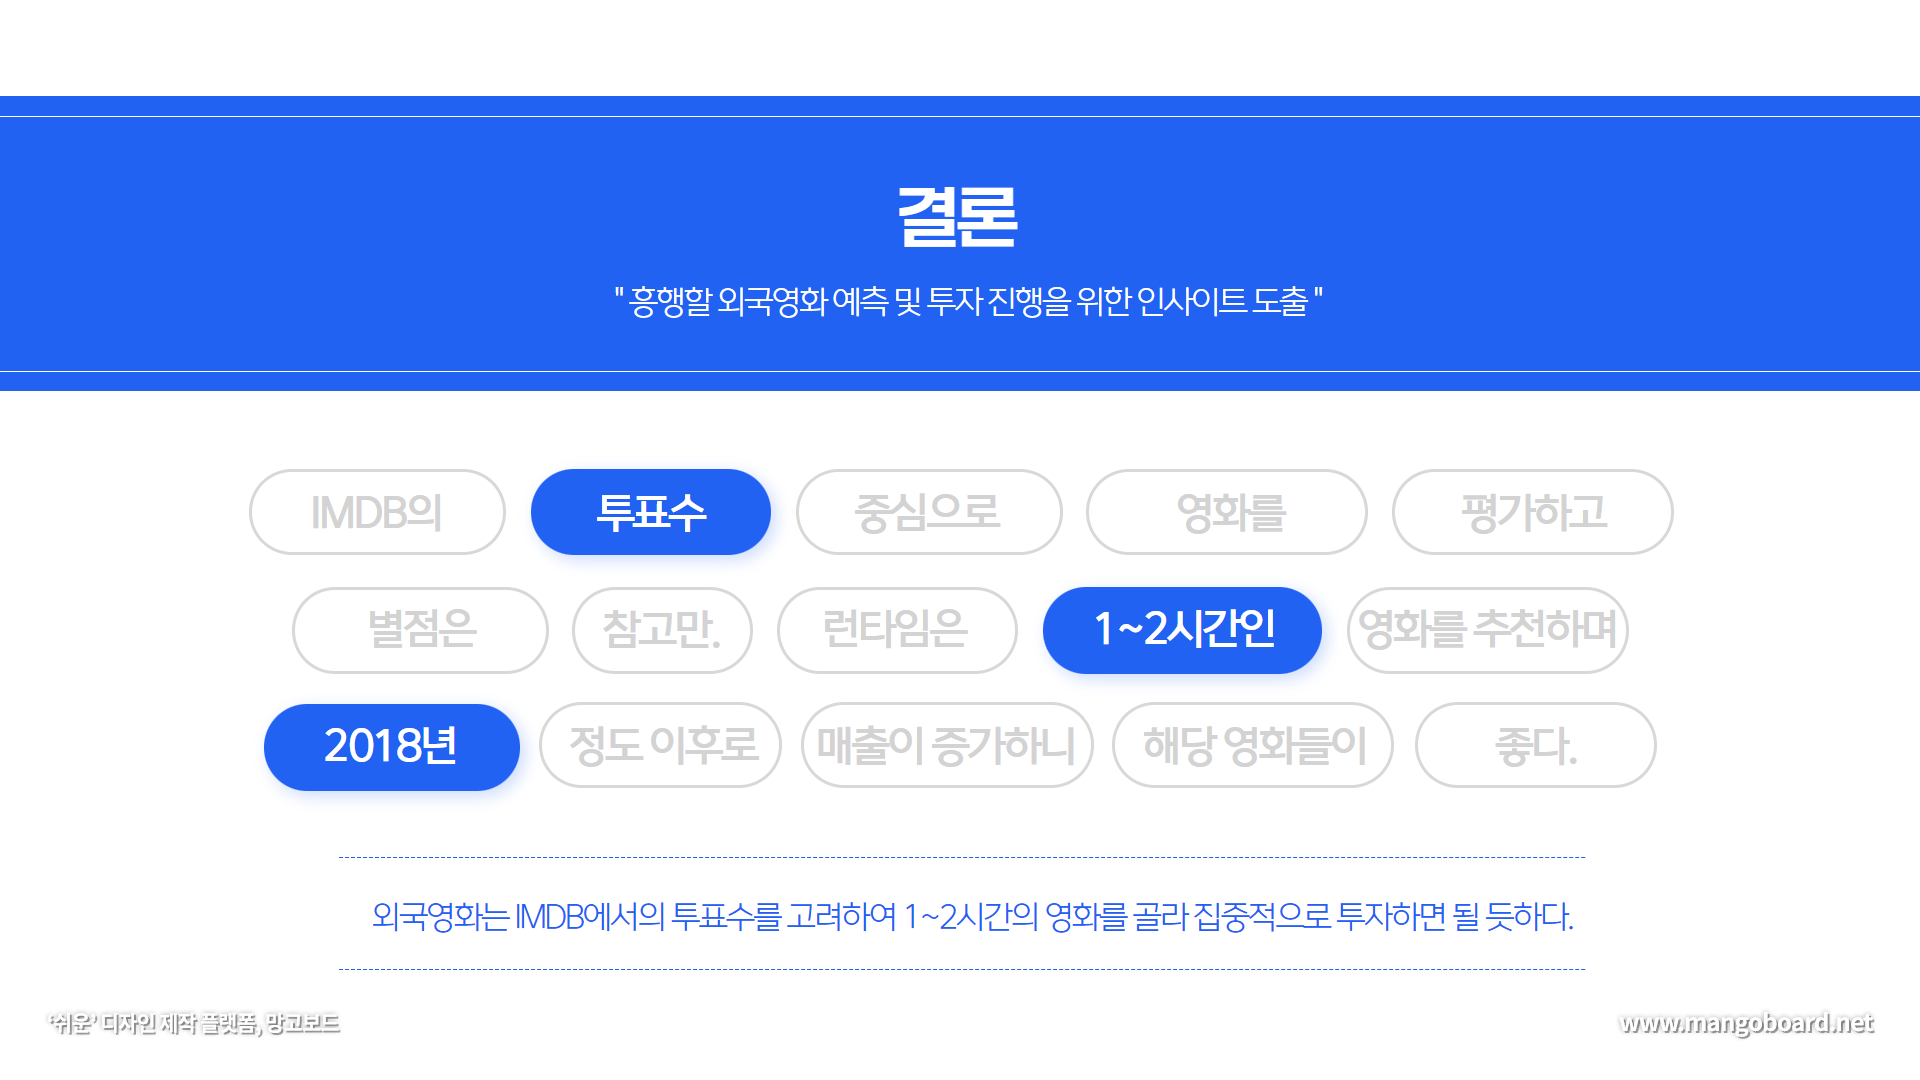 결론
" 흥행할 외국영화 예측 및 투자 진행을 위한 인사이트 도출 "
IMDB의 투표수 중심으로 영화를 평가하고
별점은 참고만. 런타임은 1~2시간인 영화를 추천하며
2018년 정도 이후로 매출이 증가하니 해당 영화들이 좋다.
외국영화는 IMDB에서의 투표수를 고려하여 1~2시간의 영화를 골라 집중적으로 투자하면 될 듯하다.
'쉬운' 디자인 제작 플랫폼, 망고보드
www.mangoboard.net